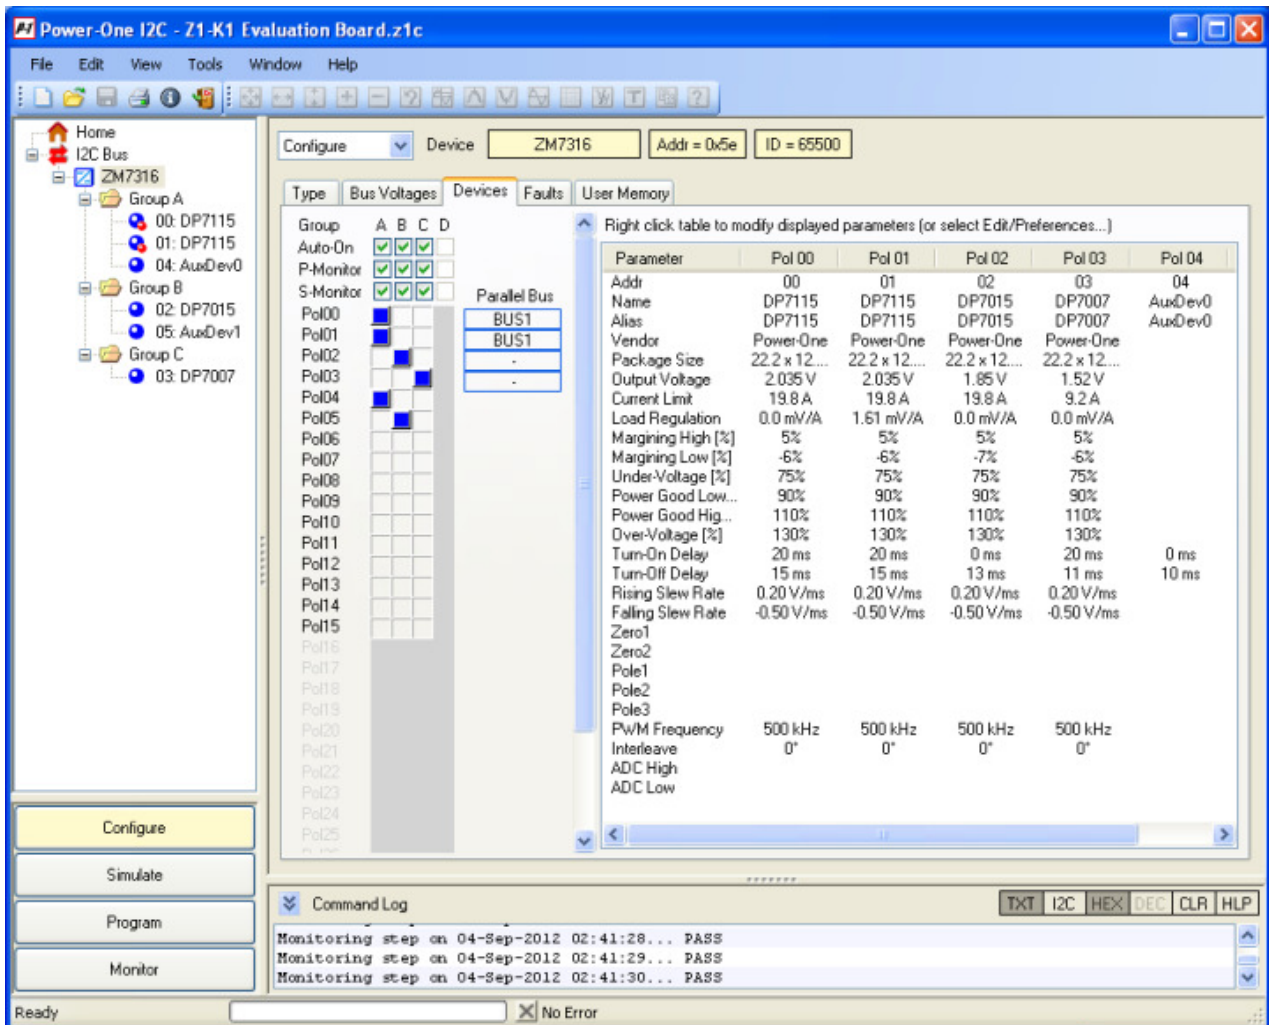 Power-One I2C - Z1-K1 Evaluation Board.z1c
File Edit View Tools Window Help
Home
I2C Bus
ZM7316
Group A
00: DP7115
01: DP7115
04: AuxDev0
Group B
02: DP7015
05: AuxDev1
Group C
03: DP7007
Configure
Simulate
Program
Monitor
Configure Device ZM7316 Addr = 0x5e ID = 65500
Type Bus Voltages Devices Faults User Memory
Group A B C D
Auto-On
P-Monitor
S-Monitor Parallel Bus
Pol00 BUS1
Pol01 BUS1
Pol02 -
Pol03 -
Pol04
Pol05
Pol06
Pol07
Pol08
Pol09
Pol10
Pol11
Pol12
Pol13
Pol14
Pol15
Pol16
Pol17
Pol18
Pol19
Pol20
Pol21
Pol22
Pol23
Pol24
Pol25
Right click table to modify displayed parameters (or select Edit/Preferences...)
Parameter Pol 00 Pol 01 Pol 02 Pol 03 Pol 04
Addr 00 01 02 03 04
Name DP7115 DP7115 DP7015 DP7007 AuxDev0
Alias DP7115 DP7115 DP7015 DP7007 AuxDev0
Vendor Power-One Power-One Power-One Power-One
Package Size 22.2 x 12.... 22.2 x 12.... 22.2 x 12.... 22.2 x 12....
Output Voltage 2.035 V 2.035 V 1.85 V 1.52 V
Current Limit 19.8 A 19.8 A 19.8 A 9.2 A
Load Regulation 0.0 mV/A 1.61 mV/A 0.0 mV/A 0.0 mV/A
Margining High [%] 5% 5% 5% 5%
Margining Low [%] -6% -6% -7% -6%
Under-Voltage [%] 75% 75% 75% 75%
Power Good Low... 90% 90% 90% 90%
Power Good Hig... 110% 110% 110% 110%
Over-Voltage [%] 130% 130% 130% 130%
Turn-On Delay 20 ms 20 ms 0 ms 20 ms 0 ms
Turn-Off Delay 15 ms 15 ms 13 ms 11 ms 10 ms
Rising Slew Rate 0.20 V/ms 0.20 V/ms 0.20 V/ms 0.20 V/ms
Falling Slew Rate -0.50 V/ms -0.50 V/ms -0.50 V/ms -0.50 V/ms
Zero1
Zero2
Pole1
Pole2
Pole3
PWM Frequency 500 kHz 500 kHz 500 kHz 500 kHz
Interleave 0° 0° 0° 0°
ADC High
ADC Low
Command Log TXT I2C HEX DEC CLR HLP
Monitoring step on 04-Sep-2012 02:41:28... PASS
Monitoring step on 04-Sep-2012 02:41:29... PASS
Monitoring step on 04-Sep-2012 02:41:30... PASS
Ready No Error